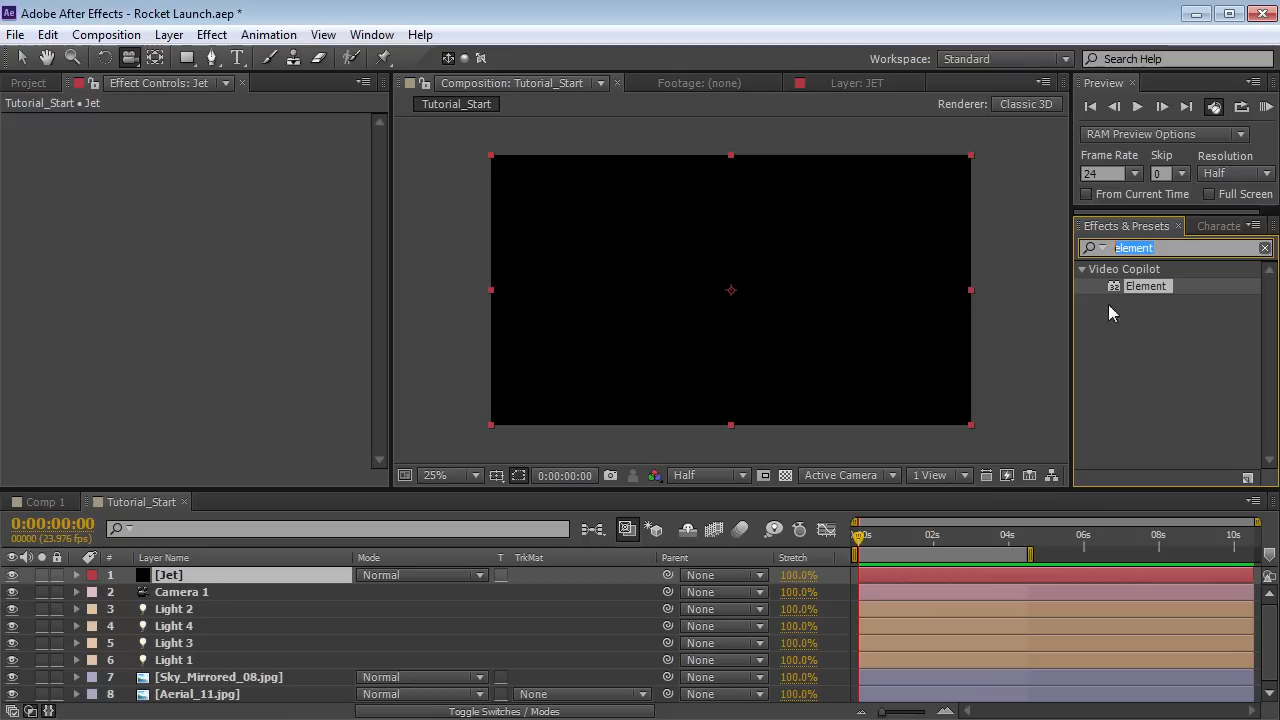 Ae Adobe After Effects - Rocket Launch.aep *
File Edit Composition Layer Effect Animation View Window Help
Workspace: Standard Search Help
Project Effect Controls: Jet Composition: Tutorial_Start Footage: (none) Layer: JET Preview
Tutorial_Start • Jet Tutorial_Start Renderer: Classic 3D
RAM Preview Options
Frame Rate Skip Resolution
24 0 Half
From Current Time Full Screen
Effects & Presets Characte
element
Video Copilot
32 Element
25% 0:00:00:00 Half Active Camera 1 View
Comp 1 Tutorial_Start
0:00:00:00
00000 (23.976 fps)
02s 04s 06s 08s 10s
# Layer Name Mode T TrkMat Parent Stretch
1 [Jet] Normal None 100.0%
2 Camera 1 None 100.0%
3 Light 2 None 100.0%
4 Light 4 None 100.0%
5 Light 3 None 100.0%
6 Light 1 None 100.0%
7 [Sky_Mirrored_08.jpg] Normal None 100.0%
8 [Aerial_11.jpg] Normal None None 100.0%
Toggle Switches / Modes